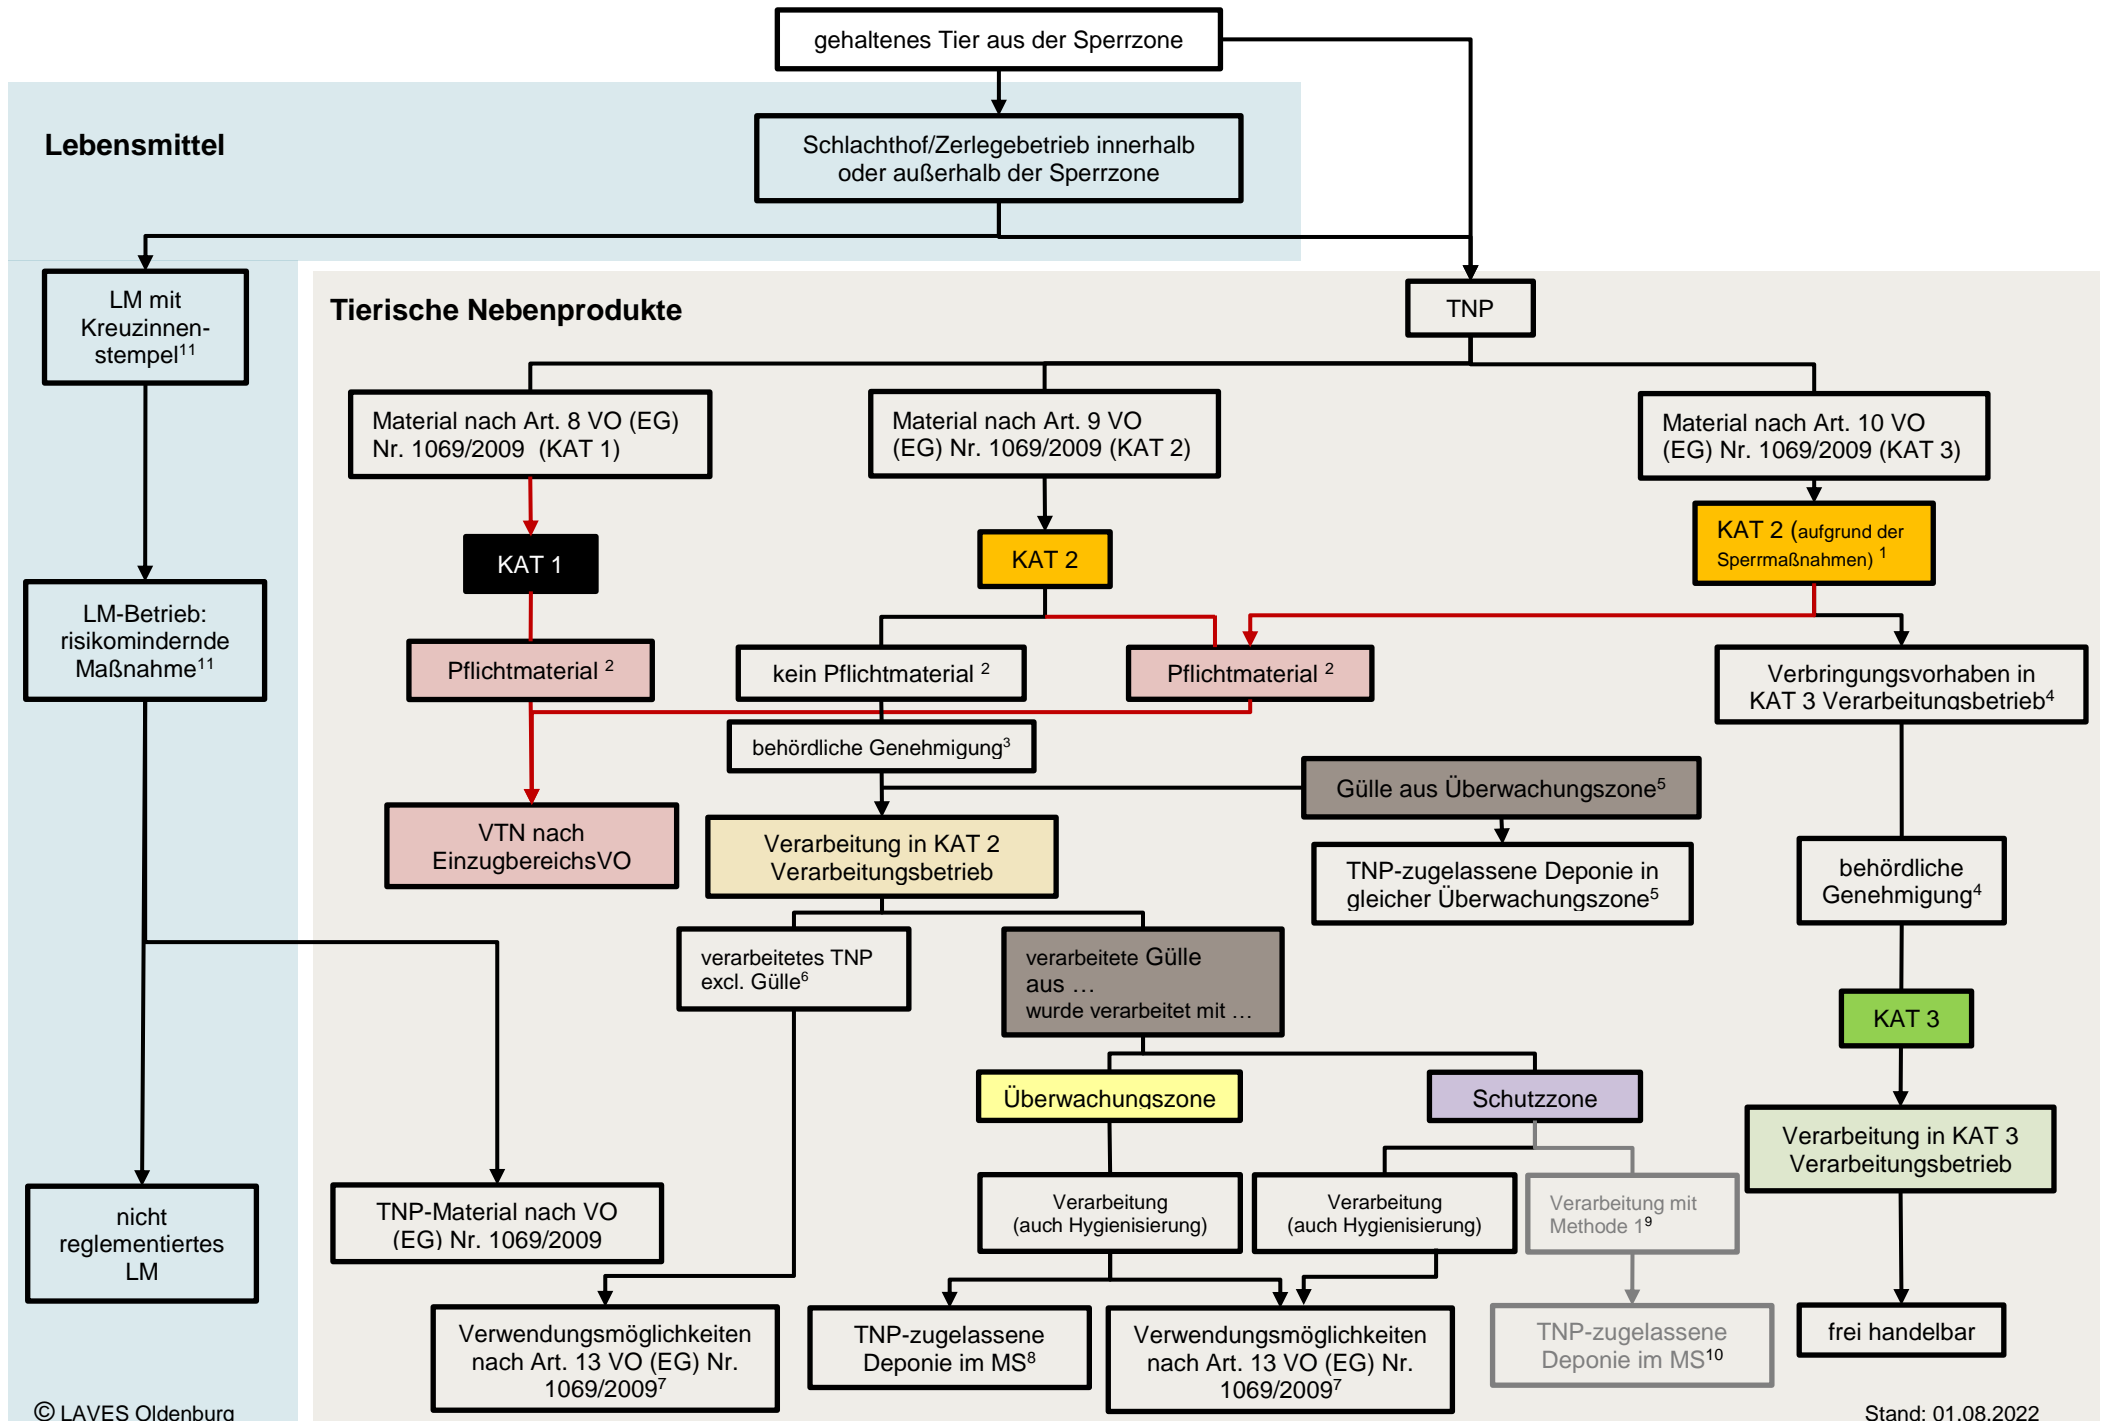 gehaltenes Tier aus der Sperrzone
Lebensmittel
Schlachthof/Zerlegebetrieb innerhalb
oder außerhalb der Sperrzone
LM mit
Kreuzinnen-
stempel¹¹
Tierische Nebenprodukte
TNP
Material nach Art. 8 VO (EG)
Nr. 1069/2009 (KAT 1)
Material nach Art. 9 VO
(EG) Nr. 1069/2009 (KAT 2)
Material nach Art. 10 VO
(EG) Nr. 1069/2009 (KAT 3)
KAT 1
KAT 2
KAT 2 (aufgrund der
Sperrmaßnahmen) ¹
LM-Betrieb:
risikomindernde
Maßnahme¹¹
Pflichtmaterial ²
kein Pflichtmaterial ²
Pflichtmaterial ²
Verbringungsvorhaben in
KAT 3 Verarbeitungsbetrieb⁴
behördliche Genehmigung³
Gülle aus Überwachungszone⁵
VTN nach
EinzugbereichsVO
Verarbeitung in KAT 2
Verarbeitungsbetrieb
TNP-zugelassene Deponie in
gleicher Überwachungszone⁵
behördliche
Genehmigung⁴
verarbeitetes TNP
excl. Gülle⁶
verarbeitete Gülle
aus …
wurde verarbeitet mit …
KAT 3
Überwachungszone
Schutzzone
Verarbeitung in KAT 3
Verarbeitungsbetrieb
nicht
reglementiertes
LM
TNP-Material nach VO
(EG) Nr. 1069/2009
Verarbeitung
(auch Hygienisierung)
Verarbeitung
(auch Hygienisierung)
Verarbeitung mit
Methode 1⁹
Verwendungsmöglichkeiten
nach Art. 13 VO (EG) Nr.
1069/2009⁷
TNP-zugelassene
Deponie im MS⁸
Verwendungsmöglichkeiten
nach Art. 13 VO (EG) Nr.
1069/2009⁷
TNP-zugelassene
Deponie im MS¹⁰
frei handelbar
© LAVES Oldenburg
Stand: 01.08.2022